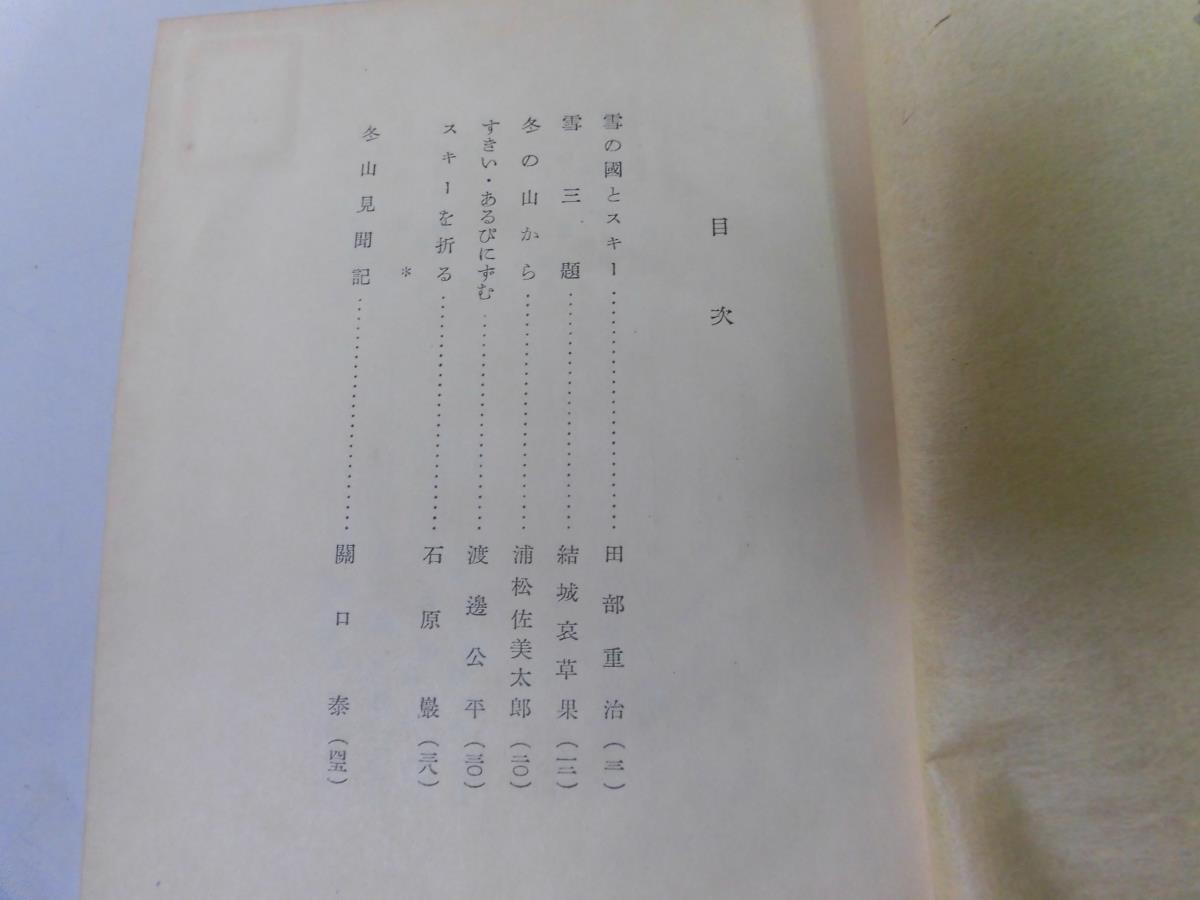 目次
雪の國とスキー……………………田部重治（三）
雪三題……………………結城哀草果（一二）
冬の山から……………………浦松佐美太郎（二〇）
すきい・あるぴにずむ……………………渡邊公平（三〇）
スキーを折る……………………石原巖（三八）
＊
冬山見聞記……………………關口泰（四五）